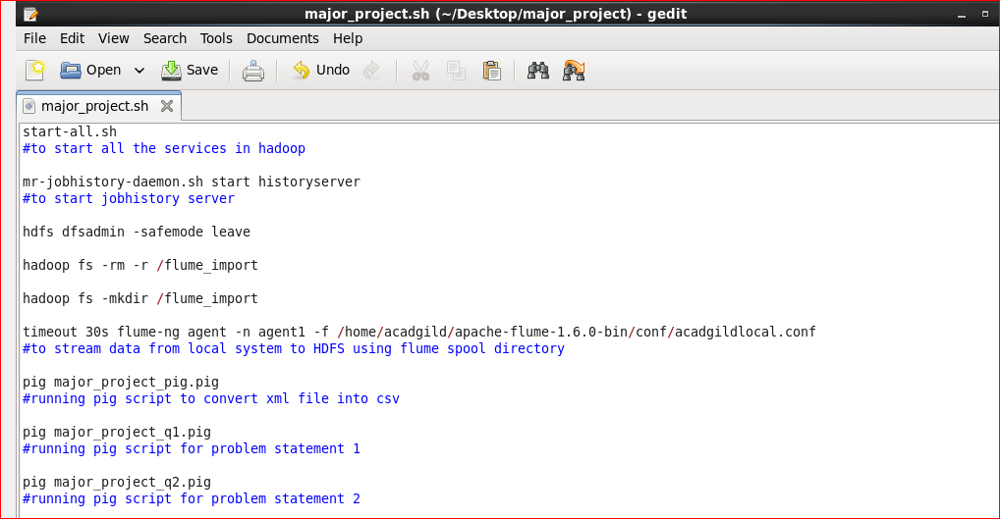 major_project.sh (~/Desktop/major_project) - gedit
File Edit View Search Tools Documents Help
Open Save Undo
major_project.sh
start-all.sh
#to start all the services in hadoop
mr-jobhistory-daemon.sh start historyserver
#to start jobhistory server
hdfs dfsadmin -safemode leave
hadoop fs -rm -r /flume_import
hadoop fs -mkdir /flume_import
timeout 30s flume-ng agent -n agent1 -f /home/acadgild/apache-flume-1.6.0-bin/conf/acadgildlocal.conf
#to stream data from local system to HDFS using flume spool directory
pig major_project_pig.pig
#running pig script to convert xml file into csv
pig major_project_q1.pig
#running pig script for problem statement 1
pig major_project_q2.pig
#running pig script for problem statement 2